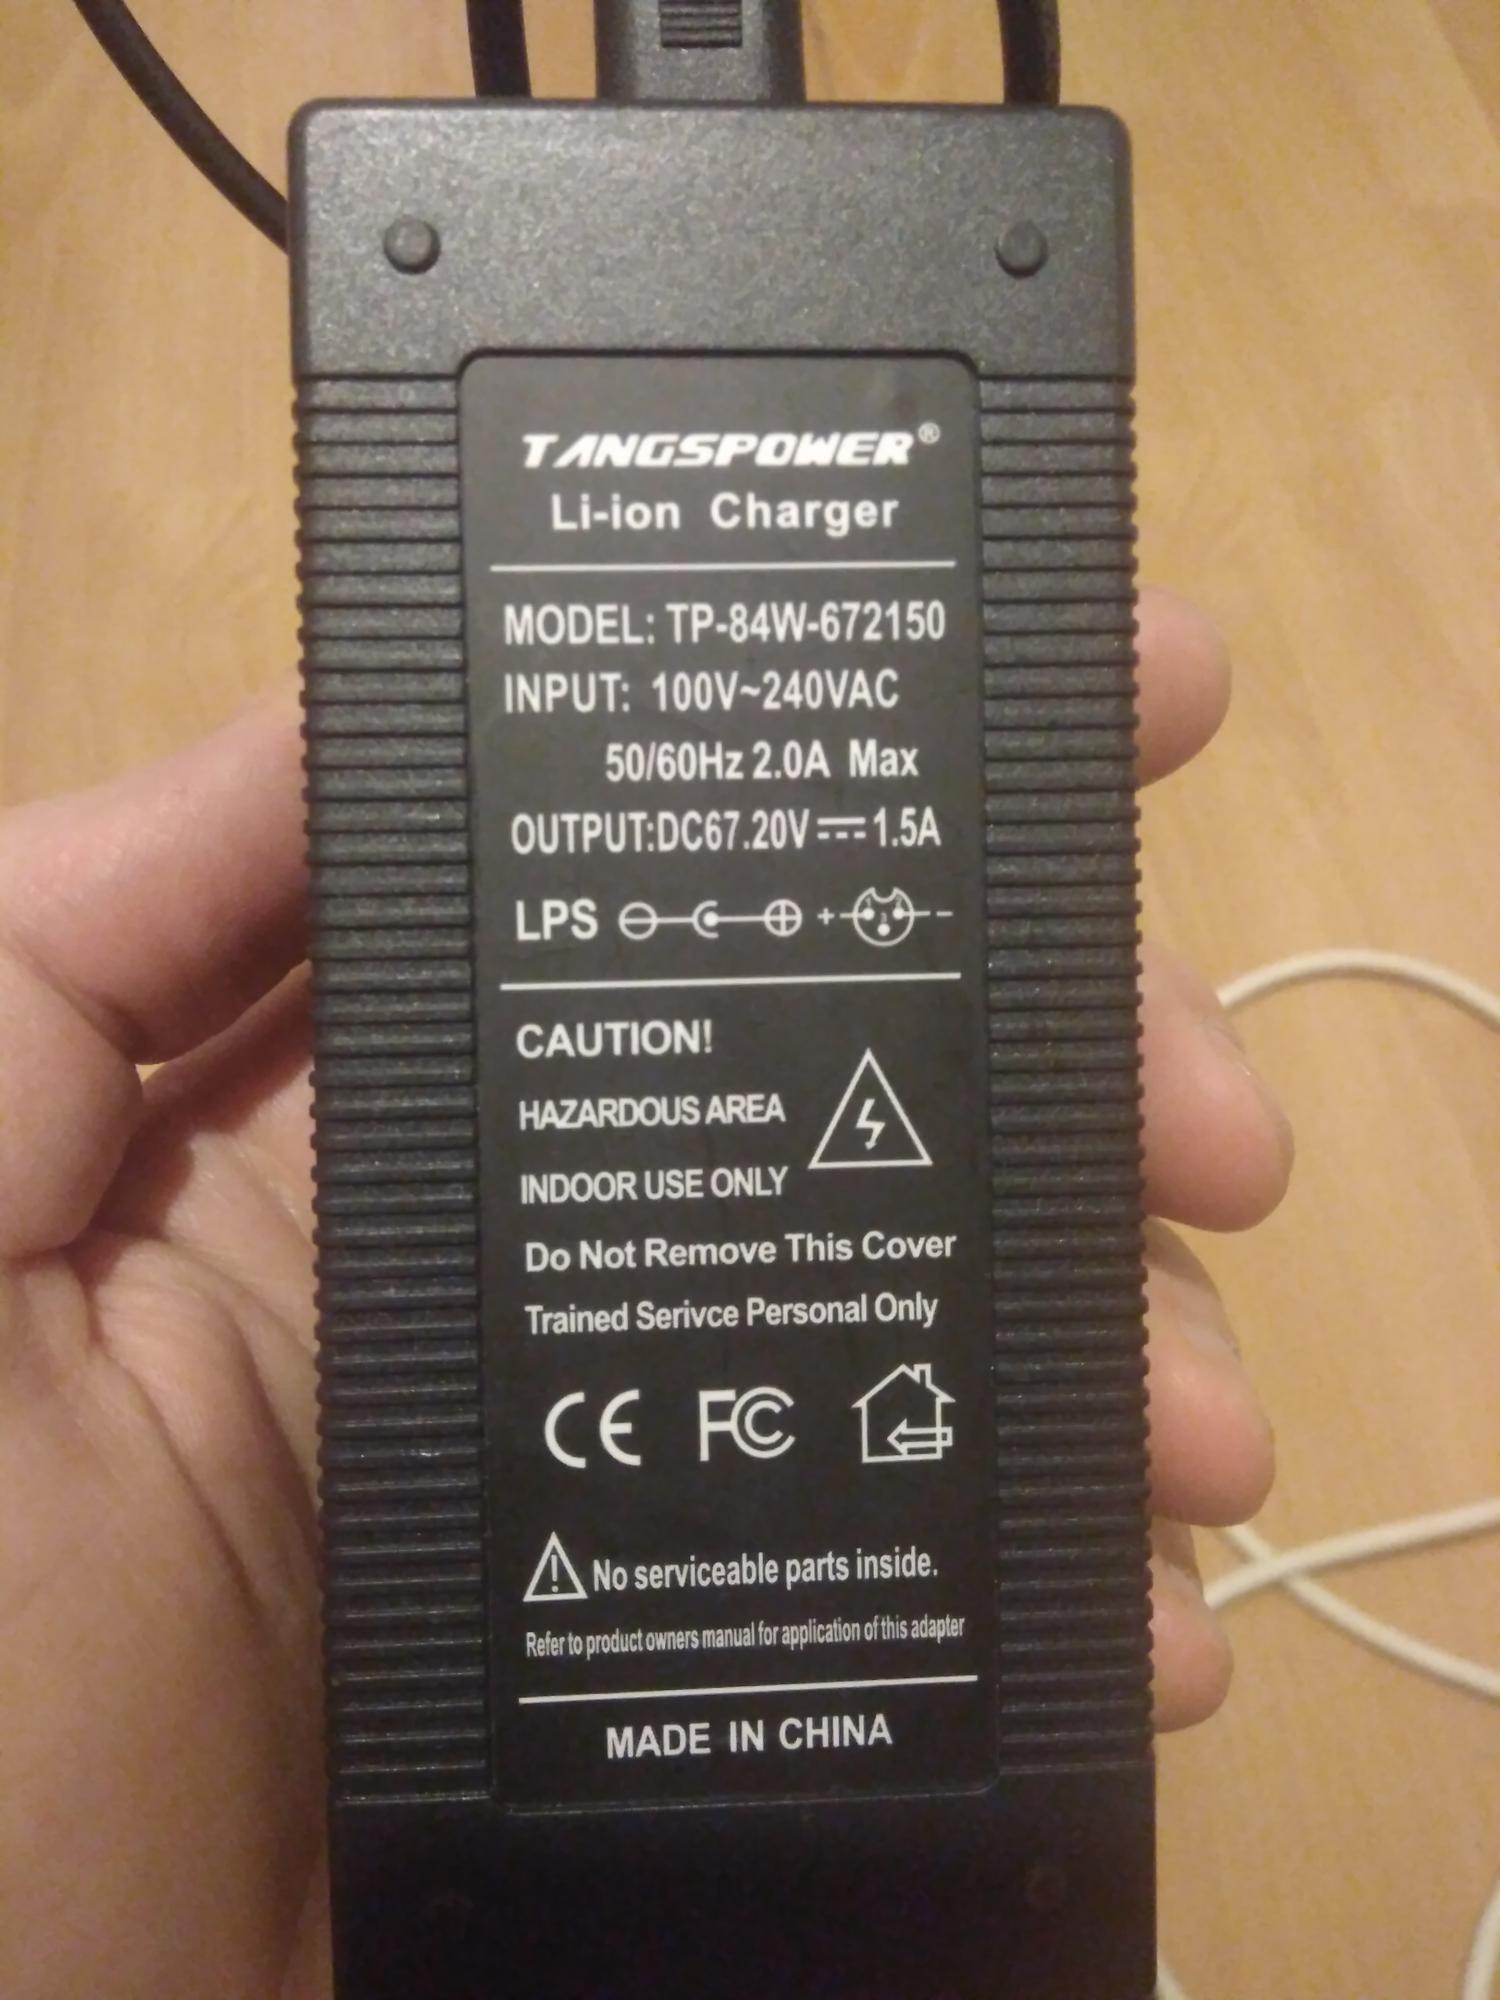 TANGSPOWER®
Li-ion Charger
MODEL: TP-84W-672150
INPUT: 100V~240VAC
50/60Hz 2.0A Max
OUTPUT:DC67.20V⎓1.5A
LPS + -
CAUTION!
HAZARDOUS AREA
INDOOR USE ONLY
Do Not Remove This Cover
Trained Serivce Personal Only
CE FC
No serviceable parts inside.
Refer to product owners manual for application of this adapter
MADE IN CHINA